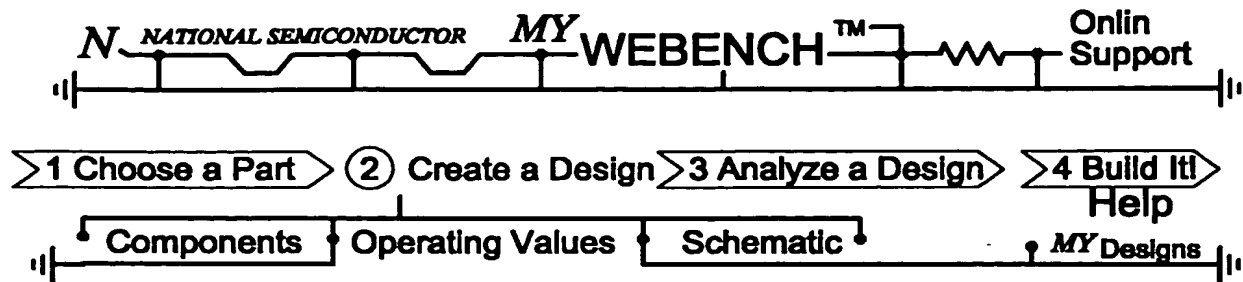 N NATIONAL SEMICONDUCTOR MY WEBENCH™ Onlin
Support
1 Choose a Part 2 Create a Design 3 Analyze a Design 4 Build It!
Help
Components Operating Values Schematic MY Designs